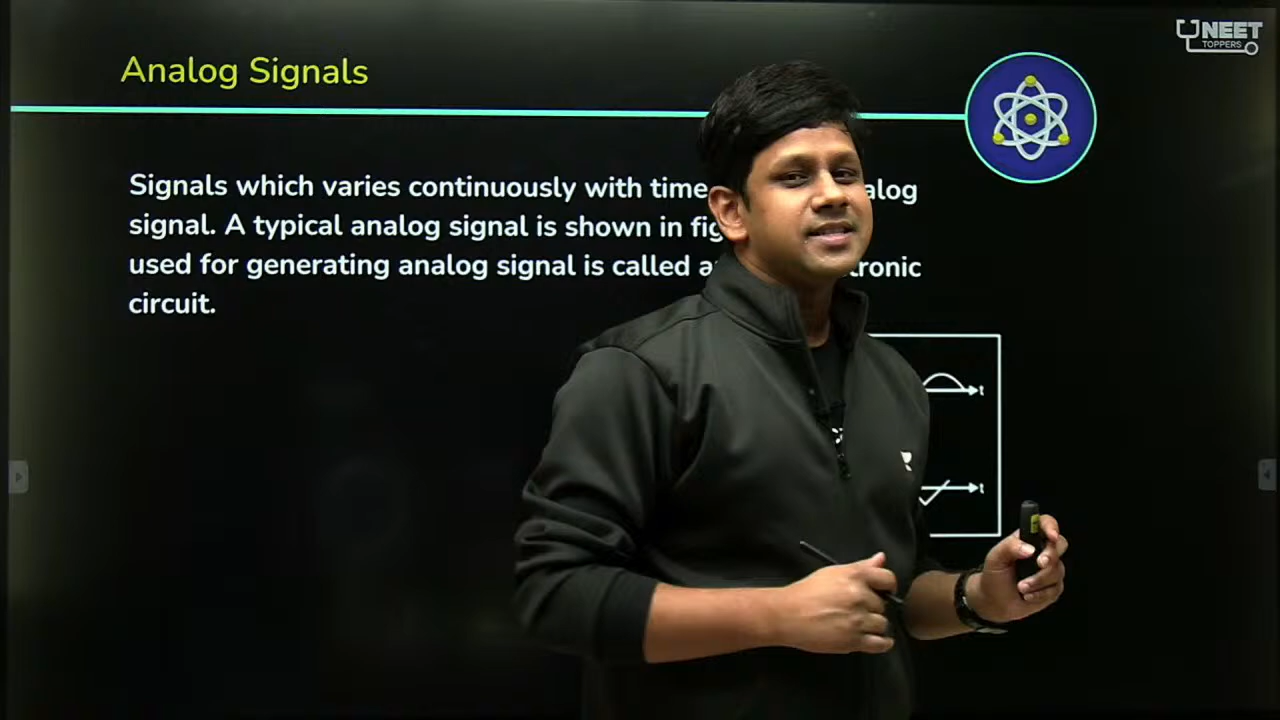 UNEET
TOPPERS
Analog Signals
Signals which varies continuously with time
signal. A typical analog signal is shown in
used for generating analog signal is called
circuit.
t
t